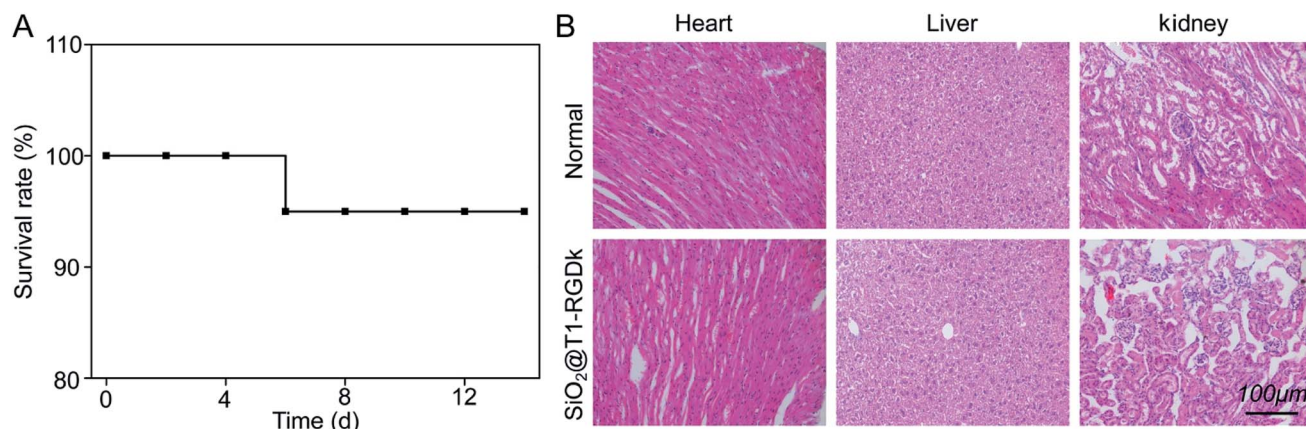 A
110
100
90
80
Survival rate (%)
0
4
8
12
Time (d)
B
Heart
Liver
kidney
Normal
SiO₂@T1-RGDk
100μm